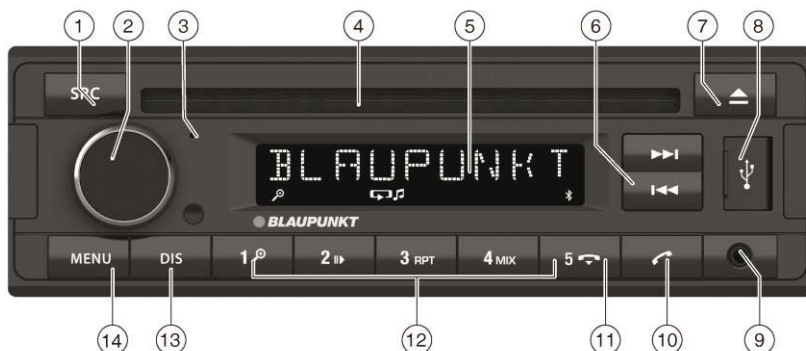 1 2 3 4 5 6 7 8
SRC
BLAUPUNKT
BLAUPUNKT
MENU DIS 1 2 3 RPT 4 MIX 5
14 13 12 11 10 9